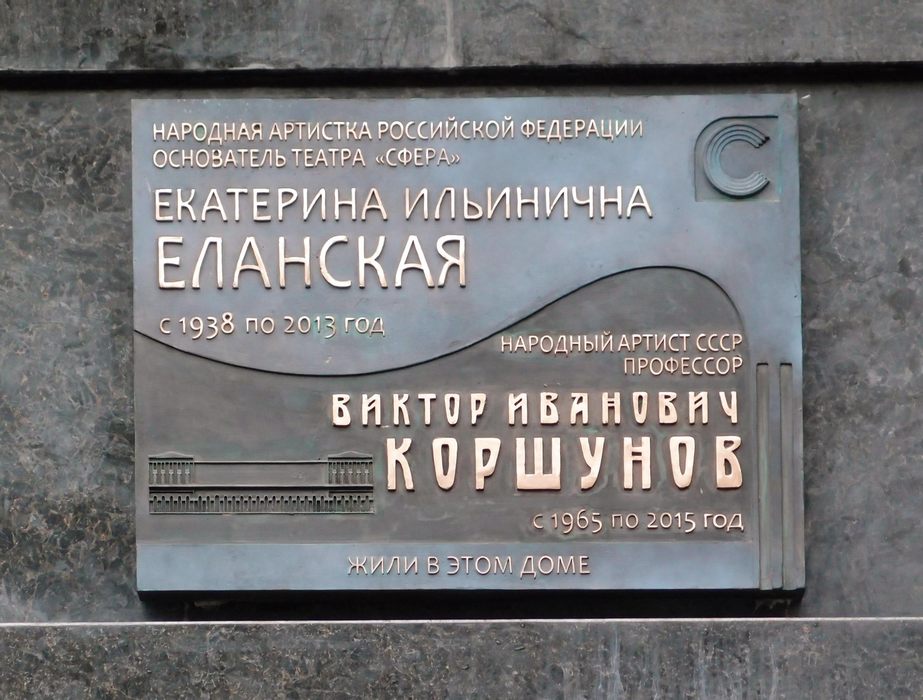 НАРОДНАЯ АРТИСТКА РОССИЙСКОЙ ФЕДЕРАЦИИ
ОСНОВАТЕЛЬ ТЕАТРА «СФЕРА»
ЕКАТЕРИНА ИЛЬИНИЧНА
ЕЛАНСКАЯ
С 1938 ПО 2013 ГОД
НАРОДНЫЙ АРТИСТ СССР
ПРОФЕССОР
ВИКТОР ИВАНОВИЧ
КОРШУНОВ
С 1965 ПО 2015 ГОД
ЖИЛИ В ЭТОМ ДОМЕ